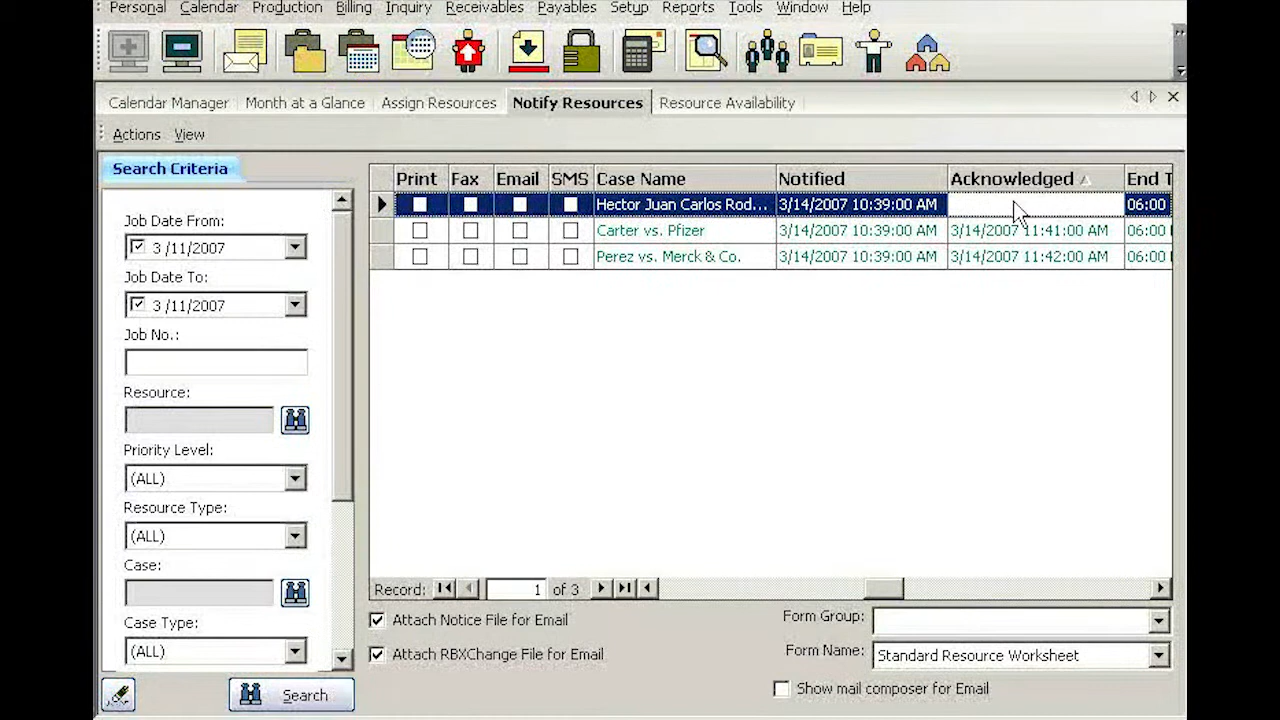 Personal Calendar Production Billing Inquiry Receivables Payables Setup Reports Tools Window Help
Calendar Manager Month at a Glance Assign Resources Notify Resources Resource Availability
Actions View
Search Criteria
Job Date From:
3 /11/2007
Job Date To:
3 /11/2007
Job No.:
Resource:
Priority Level:
(ALL)
Resource Type:
(ALL)
Case:
Case Type:
(ALL)
Search
Print Fax Email SMS Case Name Notified Acknowledged End T
Hector Juan Carlos Rod... 3/14/2007 10:39:00 AM 06:00
Carter vs. Pfizer 3/14/2007 10:39:00 AM 3/14/2007 11:41:00 AM 06:00
Perez vs. Merck & Co. 3/14/2007 10:39:00 AM 3/14/2007 11:42:00 AM 06:00
Record: 1 of 3
Attach Notice File for Email
Attach RBXChange File for Email
Form Group:
Form Name: Standard Resource Worksheet
Show mail composer for Email